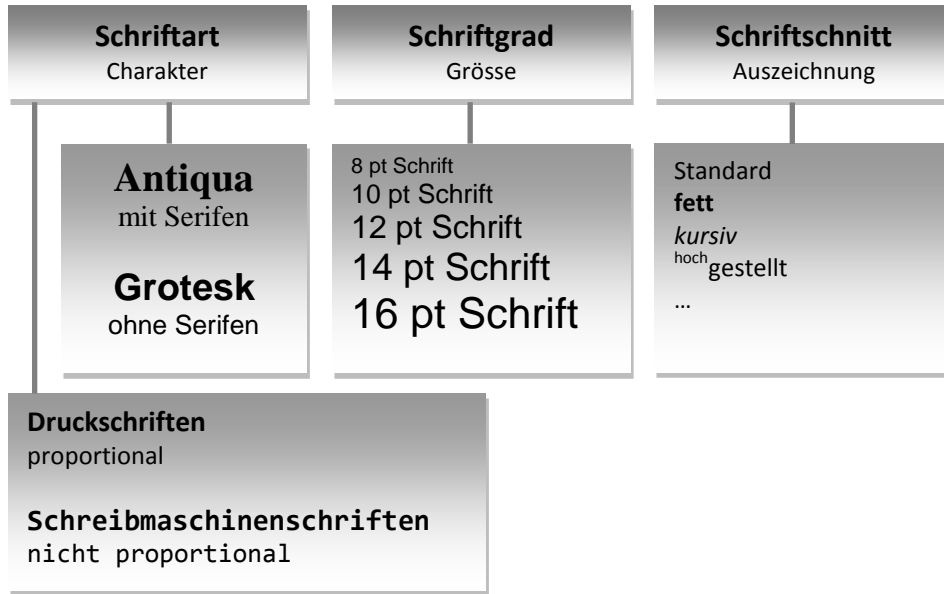 Schriftart
Charakter
Schriftgrad
Grösse
Schriftschnitt
Auszeichnung
Antiqua
mit Serifen
Grotesk
ohne Serifen
8 pt Schrift
10 pt Schrift
12 pt Schrift
14 pt Schrift
16 pt Schrift
Standard
fett
kursiv
hochgestellt
...
Druckschriften
proportional
Schreibmaschinenschriften
nicht proportional